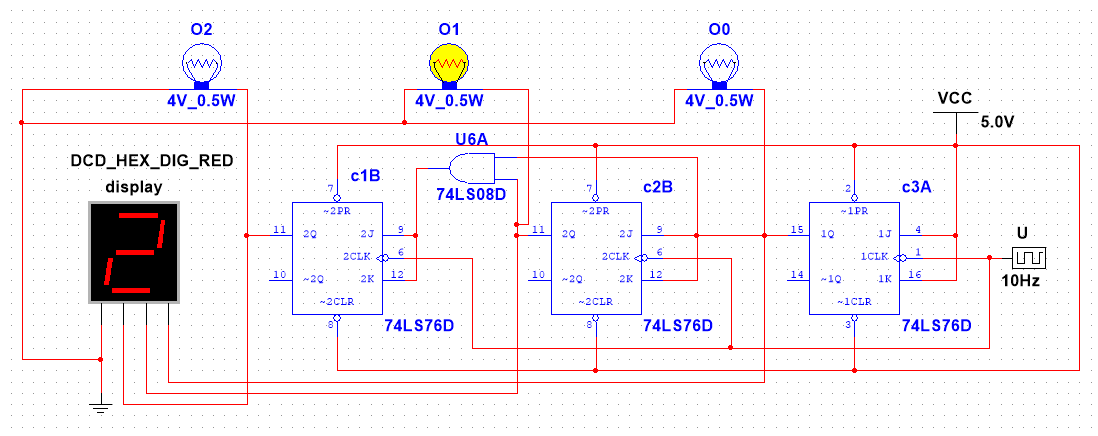 O2
O1
O0
4V_0.5W
4V_0.5W
4V_0.5W
VCC
5.0V
U6A
74LS08D
DCD_HEX_DIG_RED
display
2
c1B
7
~2PR
11
2Q
2J
9
2CLK
6
10
~2Q
2K
12
~2CLR
8
74LS76D
c2B
7
~2PR
11
2Q
2J
9
2CLK
6
10
~2Q
2K
12
~2CLR
8
74LS76D
c3A
2
~1PR
15
1Q
1J
4
1CLK
1
14
~1Q
1K
16
~1CLR
3
74LS76D
U
10Hz